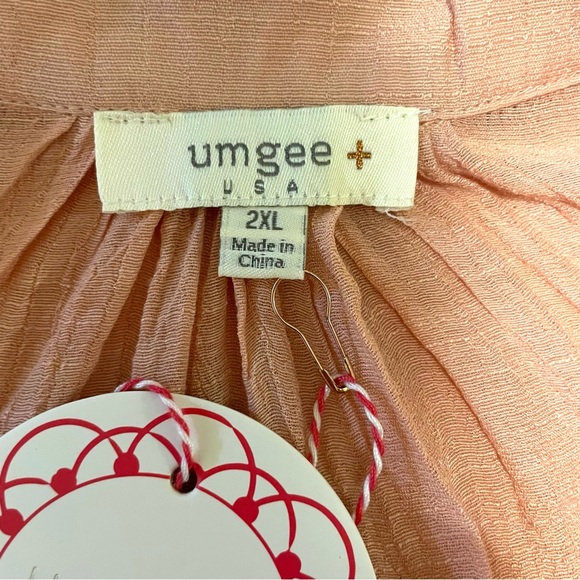 umgee +
USA
2XL
Made in
China